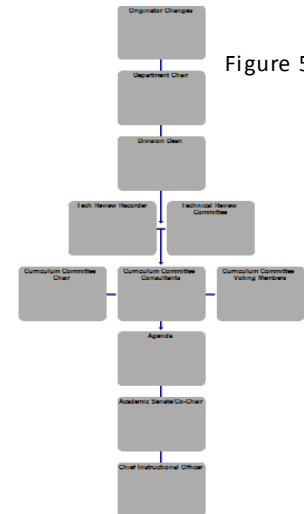 Originator Changes
Figure 5
Department Chair
Division Dean
Tech Review Recorder
Technical Review
Committee
Curriculum Committee
Chair
Curriculum Committee
Consultants
Curriculum Committee
Voting Members
Agenda
Academic Senate/Co-Chair
Chief Instructional Officer